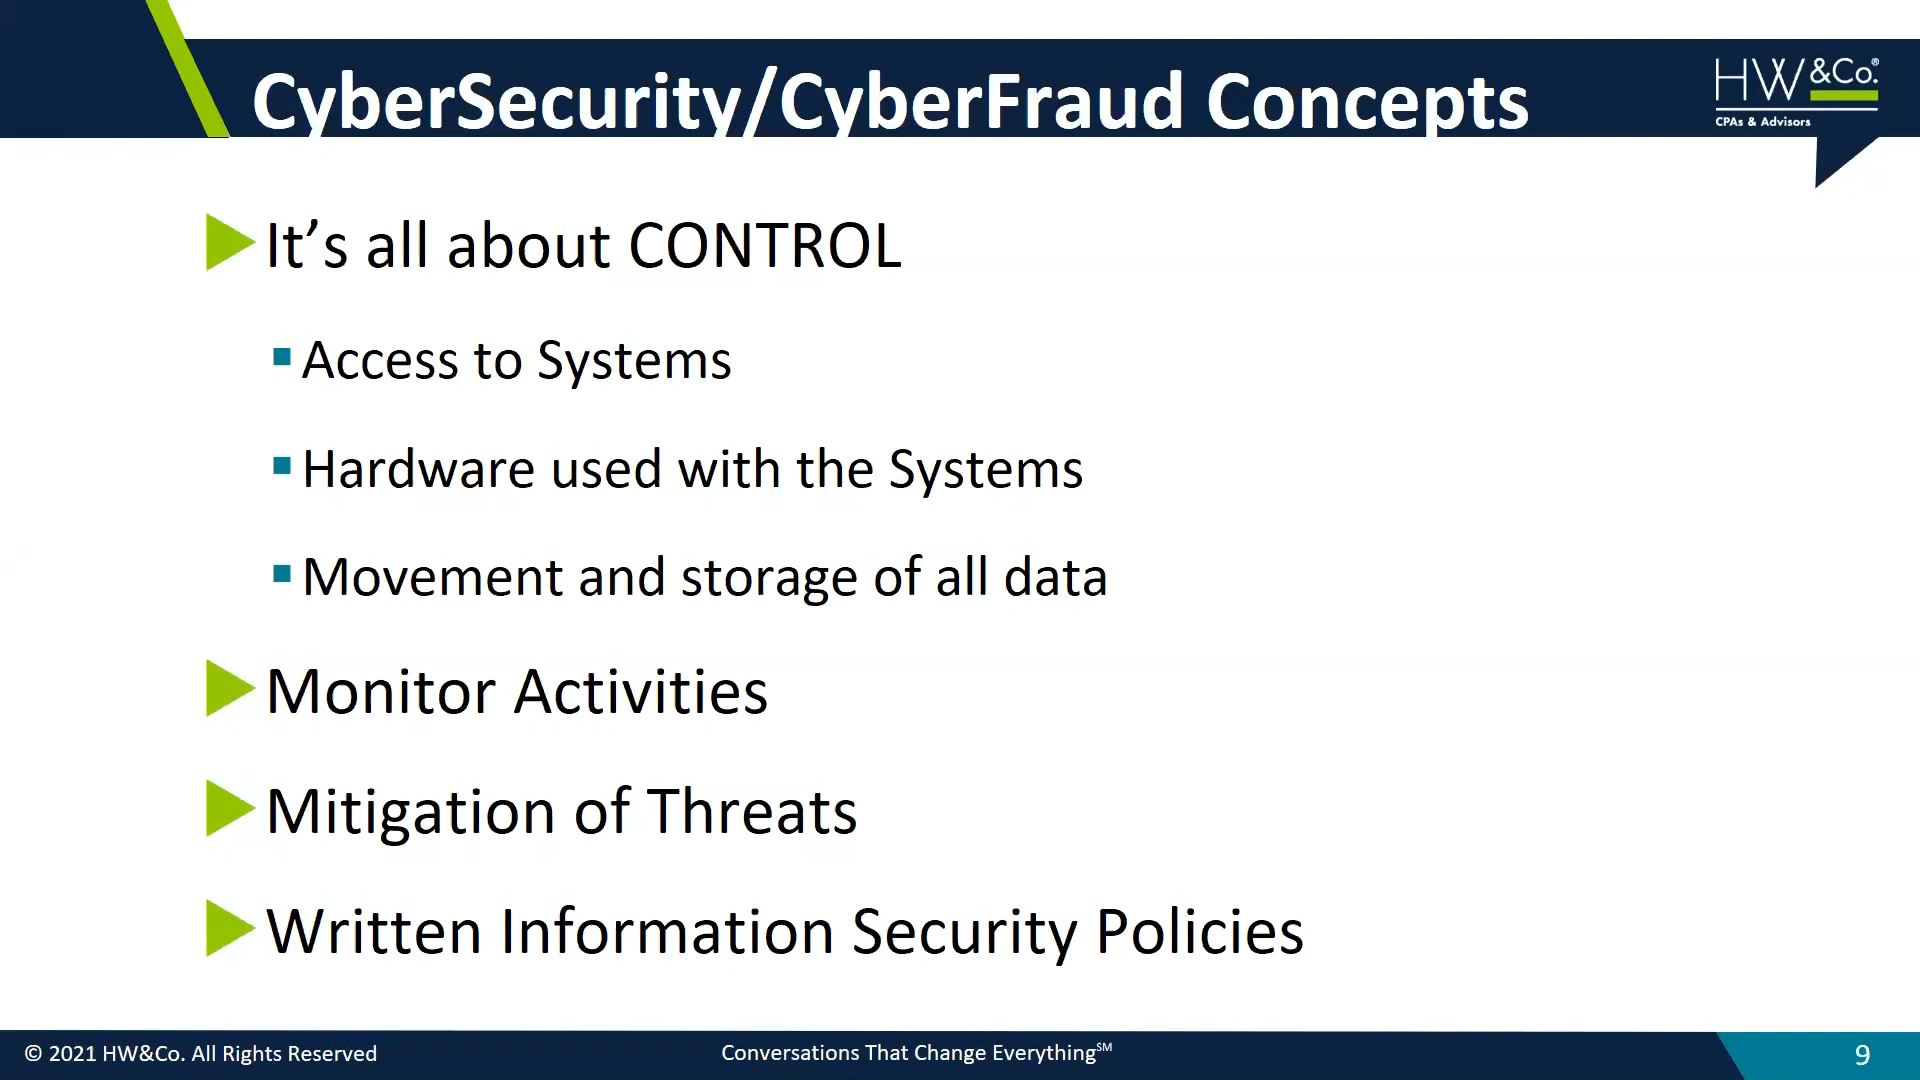 CyberSecurity/CyberFraud Concepts
HW&Co.®
CPAs & Advisors
It’s all about CONTROL
Access to Systems
Hardware used with the Systems
Movement and storage of all data
Monitor Activities
Mitigation of Threats
Written Information Security Policies
© 2021 HW&Co. All Rights Reserved
Conversations That Change Everything℠
9